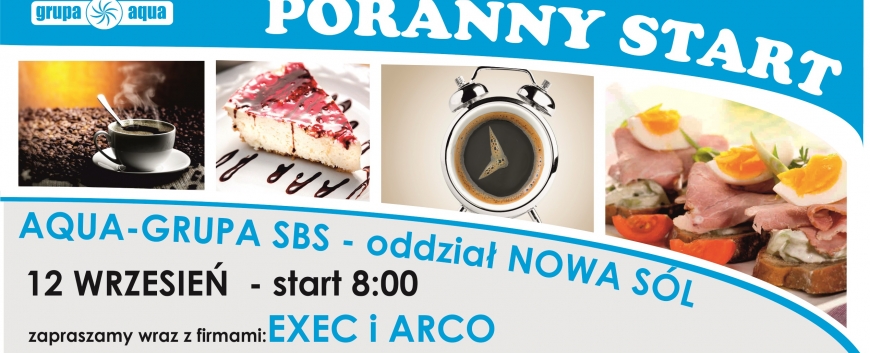 grupa aqua
PORANNY START
AQUA-GRUPA SBS - oddział NOWA SÓL
12 WRZESIEŃ - start 8:00
zapraszamy wraz z firmami: EXEC i ARCO